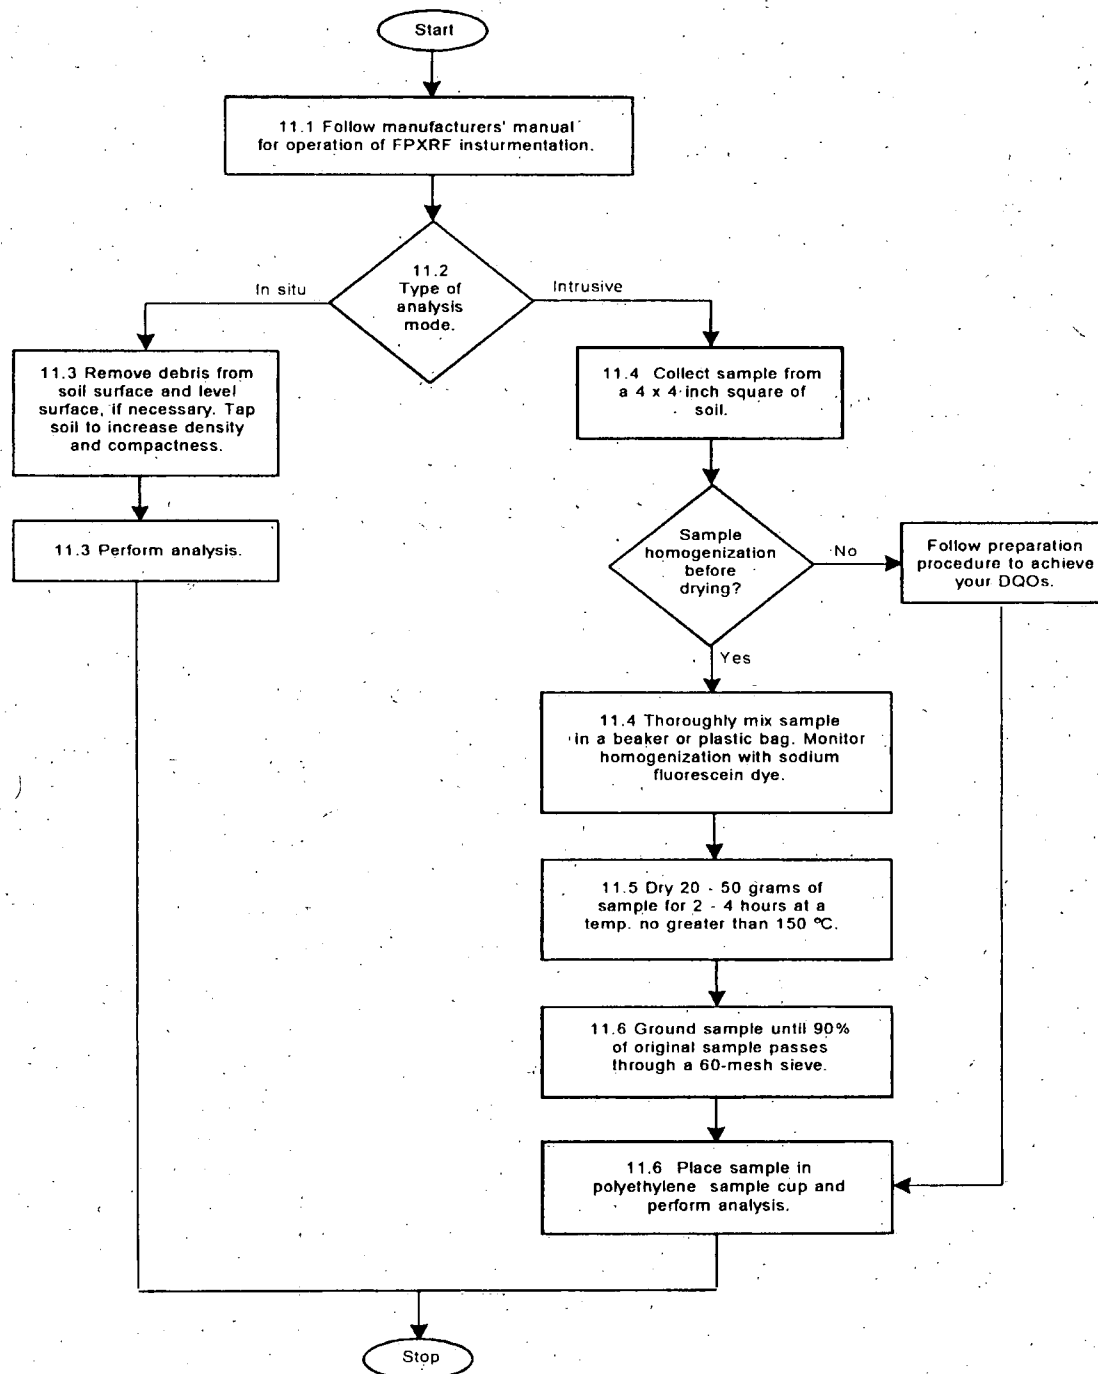 Start
11.1 Follow manufacturers' manual
for operation of FPXRF insturmentation.
11.2
Type of
analysis
mode.
In situ
Intrusive
11.3 Remove debris from
soil surface and level
surface, if necessary. Tap
soil to increase density
and compactness.
11.3 Perform analysis.
11.4 Collect sample from
a 4 x 4 inch square of
soil.
Sample
homogenization
before
drying?
No
Follow preparation
procedure to achieve
your DQOs.
Yes
11.4 Thoroughly mix sample
in a beaker or plastic bag. Monitor
homogenization with sodium
fluorescein dye.
11.5 Dry 20 - 50 grams of
sample for 2 - 4 hours at a
temp. no greater than 150 ºC.
11.6 Ground sample until 90%
of original sample passes
through a 60-mesh sieve.
11.6 Place sample in
polyethylene sample cup and
perform analysis.
Stop